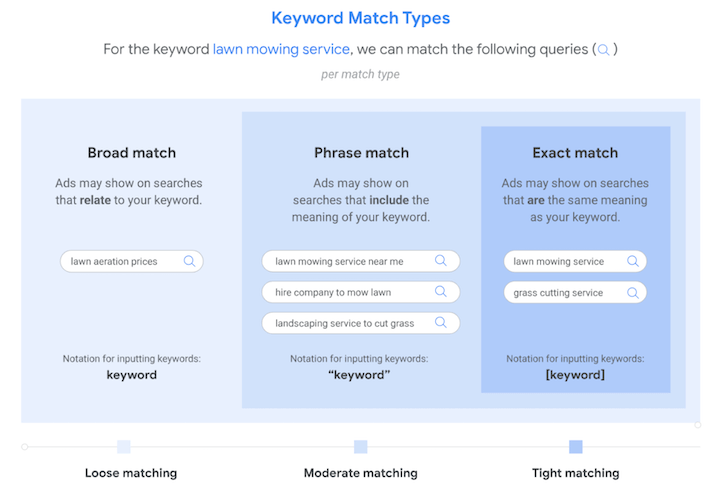 Keyword Match Types
For the keyword lawn mowing service, we can match the following queries ( )
per match type
Broad match
Ads may show on searches
that relate to your keyword.
lawn aeration prices
Notation for inputting keywords:
keyword
Phrase match
Ads may show on
searches that include the
meaning of your keyword.
lawn mowing service near me
hire company to mow lawn
landscaping service to cut grass
Notation for inputting keywords:
“keyword”
Exact match
Ads may show on searches
that are the same meaning
as your keyword.
lawn mowing service
grass cutting service
Notation for inputting keywords:
[keyword]
Loose matching
Moderate matching
Tight matching